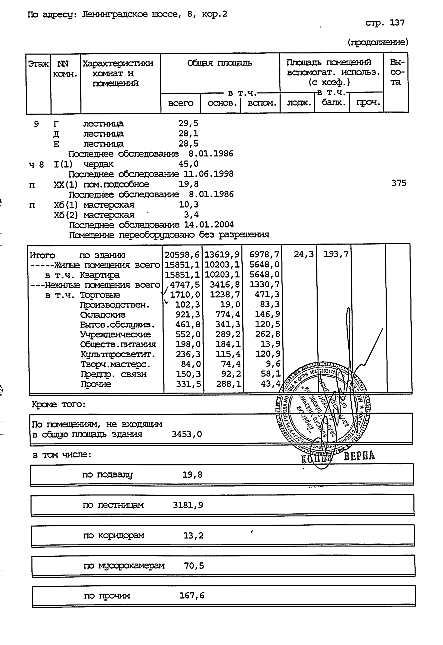 По адресу: Ленинградское шоссе, 8, кор.2
стр. 137
(продолжение)
Этаж NN комн. Характеристики комнат и помещений Общая площадь Площадь помещений вспомогат. использ. (с коэф.) Вы-со-та
в т.ч. в т.ч.
всего основ. вспом. лодж. балк. проч.
9 Г лестница 29,5
Д лестница 28,1
Е лестница 28,5
Последнее обследование 8.01.1986
ч 8 I(1) чердак 45,0
Последнее обследование 11.06.1998
п XX(1) пом.подсобное 19,8 375
Последнее обследование 8.01.1986
п Хб(1) мастерская 10,3
Хб(2) мастерская 3,4
Последнее обследование 14.01.2004
Помещение переоборудовано без разрешения
Итого по зданию 20598,6 13619,9 6978,7 24,3 193,7
-----Жилые помещения всего 15851,1 10203,1 5648,0
в т.ч. Квартира 15851,1 10203,1 5648,0
---Нежилые помещения всего 4747,5 3416,8 1330,7
в т.ч. Торговые 1710,0 1238,7 471,3
Производствен. 102,3 19,0 83,3
Складские 921,3 774,4 146,9
Бытов.обслужив. 461,8 341,3 120,5
Учрежденческие 552,0 289,2 262,8
Обществ.питания 198,0 184,1 13,9
Культпросветит. 236,3 115,4 120,9
Творч.мастерс. 84,0 74,4 9,6
Предпр. связи 150,3 92,2 58,1
Прочие 331,5 288,1 43,4
Кроме того:
По помещениям, не входящим
в общую площадь здания 3453,0
КОПИЯ ВЕРНА
в том числе:
по подвалу 19,8
по лестницам 3181,9
по коридорам 13,2
по мусорокамерам 70,5
по прочим 167,6